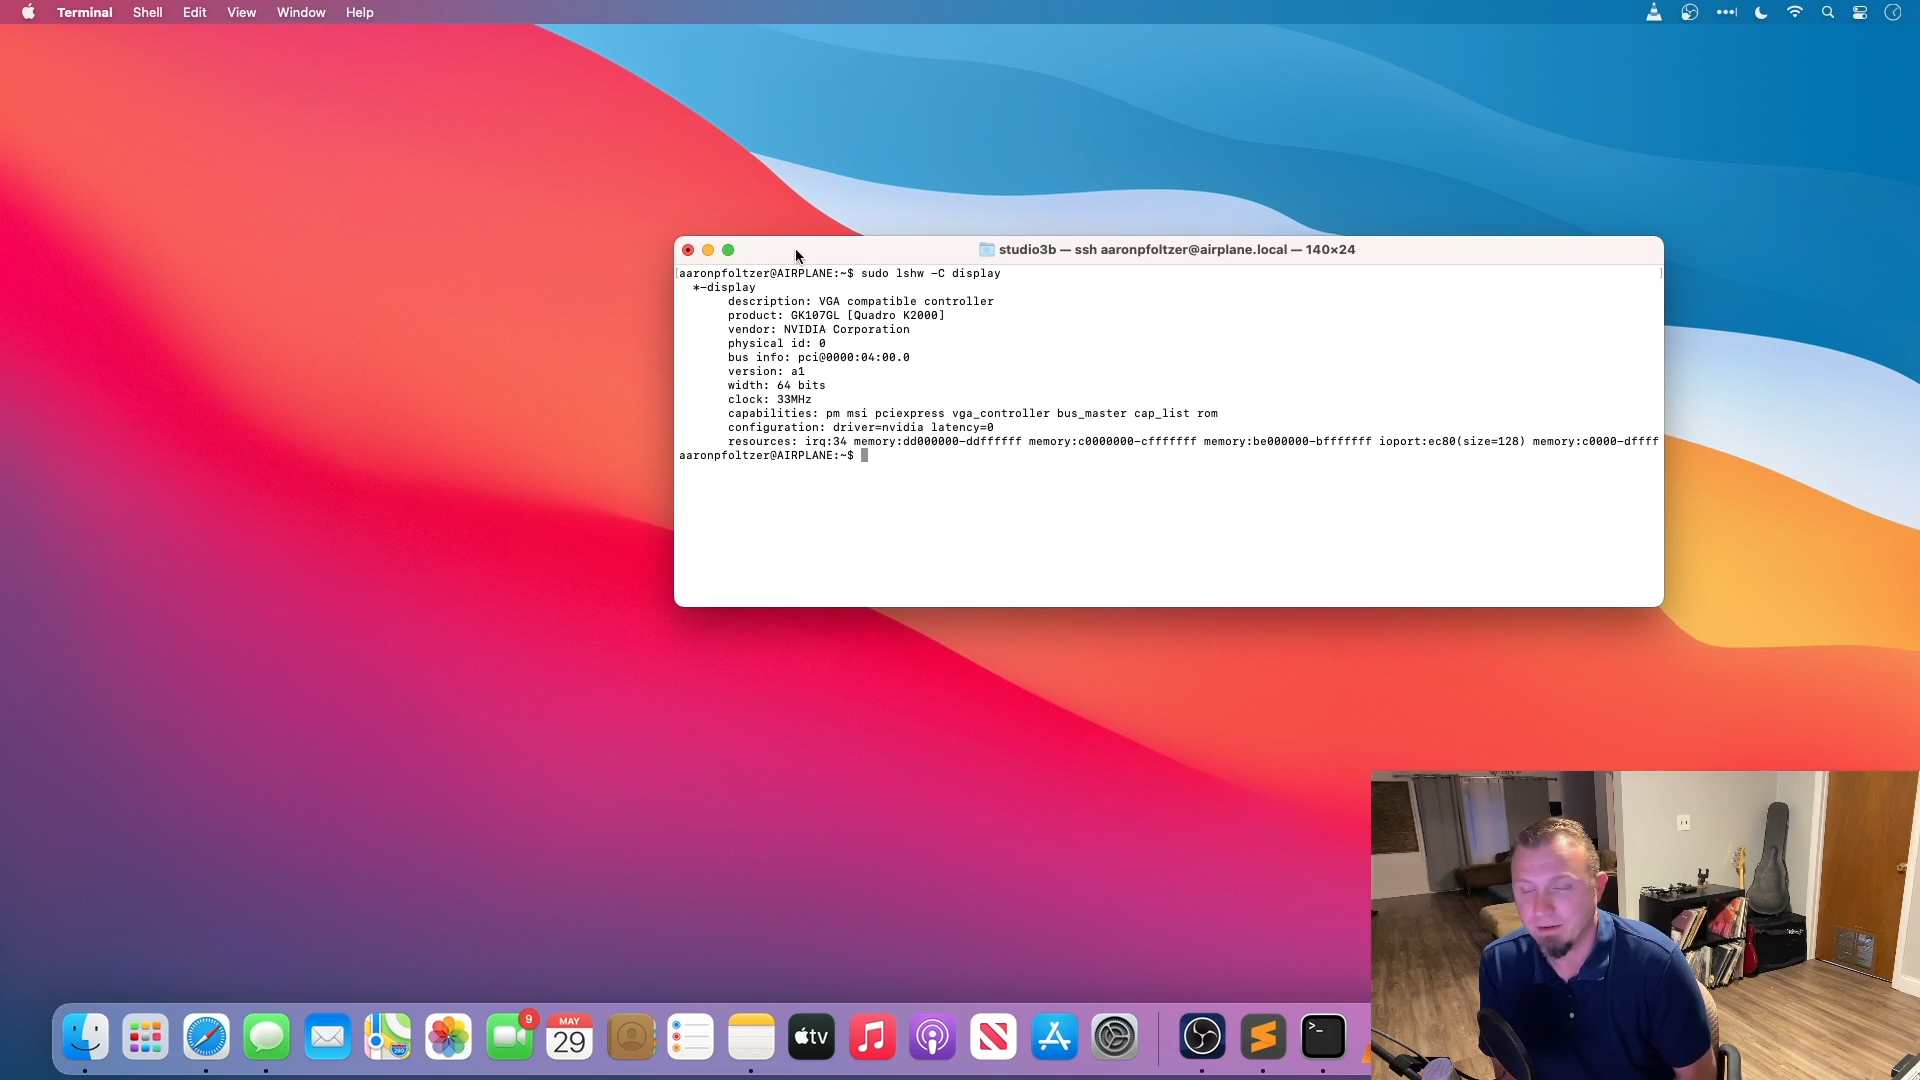 Terminal Shell Edit View Window Help
studio3b — ssh aaronpfoltzer@airplane.local — 140×24
[aaronpfoltzer@AIRPLANE:~$ sudo lshw -C display ]
*-display
description: VGA compatible controller
product: GK107GL [Quadro K2000]
vendor: NVIDIA Corporation
physical id: 0
bus info: pci@0000:04:00.0
version: a1
width: 64 bits
clock: 33MHz
capabilities: pm msi pciexpress vga_controller bus_master cap_list rom
configuration: driver=nvidia latency=0
resources: irq:34 memory:dd000000-ddffffff memory:c0000000-cfffffff memory:be000000-bfffffff ioport:ec80(size=128) memory:c0000-dffff
aaronpfoltzer@AIRPLANE:~$
9
MAY
29
tv
>_